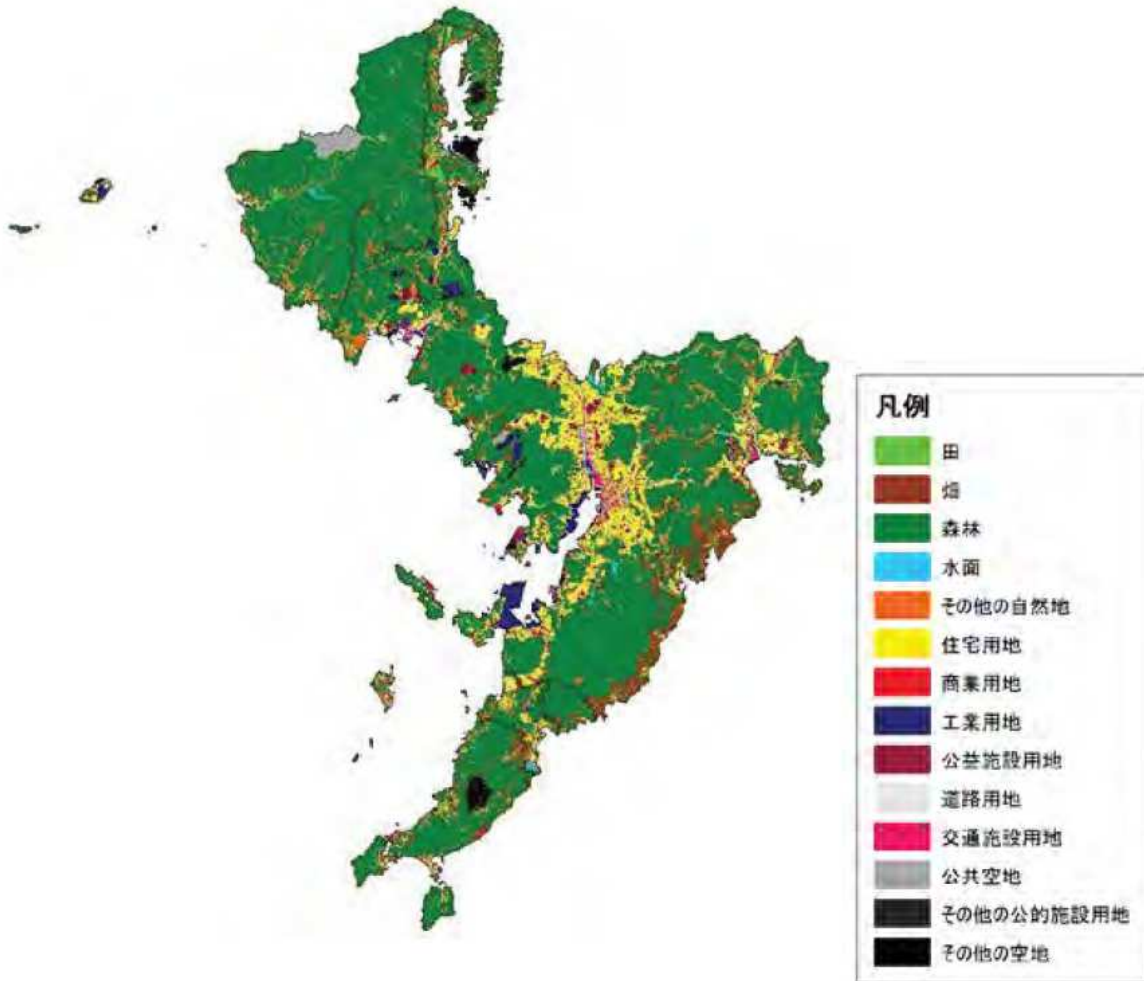 凡例
田
畑
森林
水面
その他の自然地
住宅用地
商業用地
工業用地
公益施設用地
道路用地
交通施設用地
公共空地
その他の公的施設用地
その他の空地